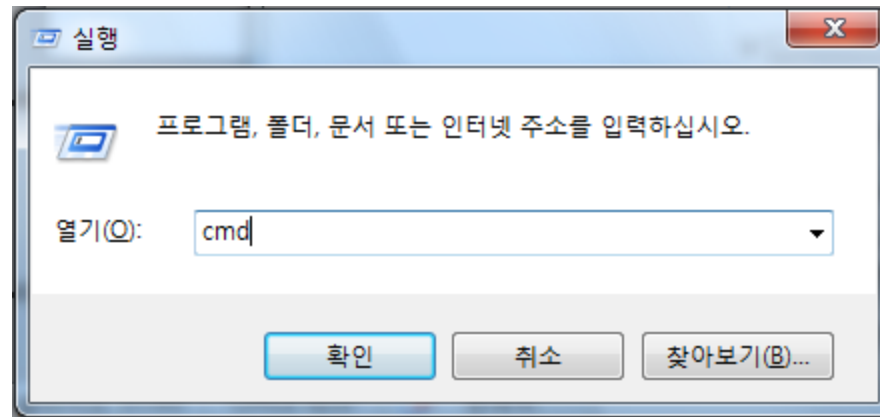 실행
프로그램, 폴더, 문서 또는 인터넷 주소를 입력하십시오.
열기(O): cmd
확인 취소 찾아보기(B)...